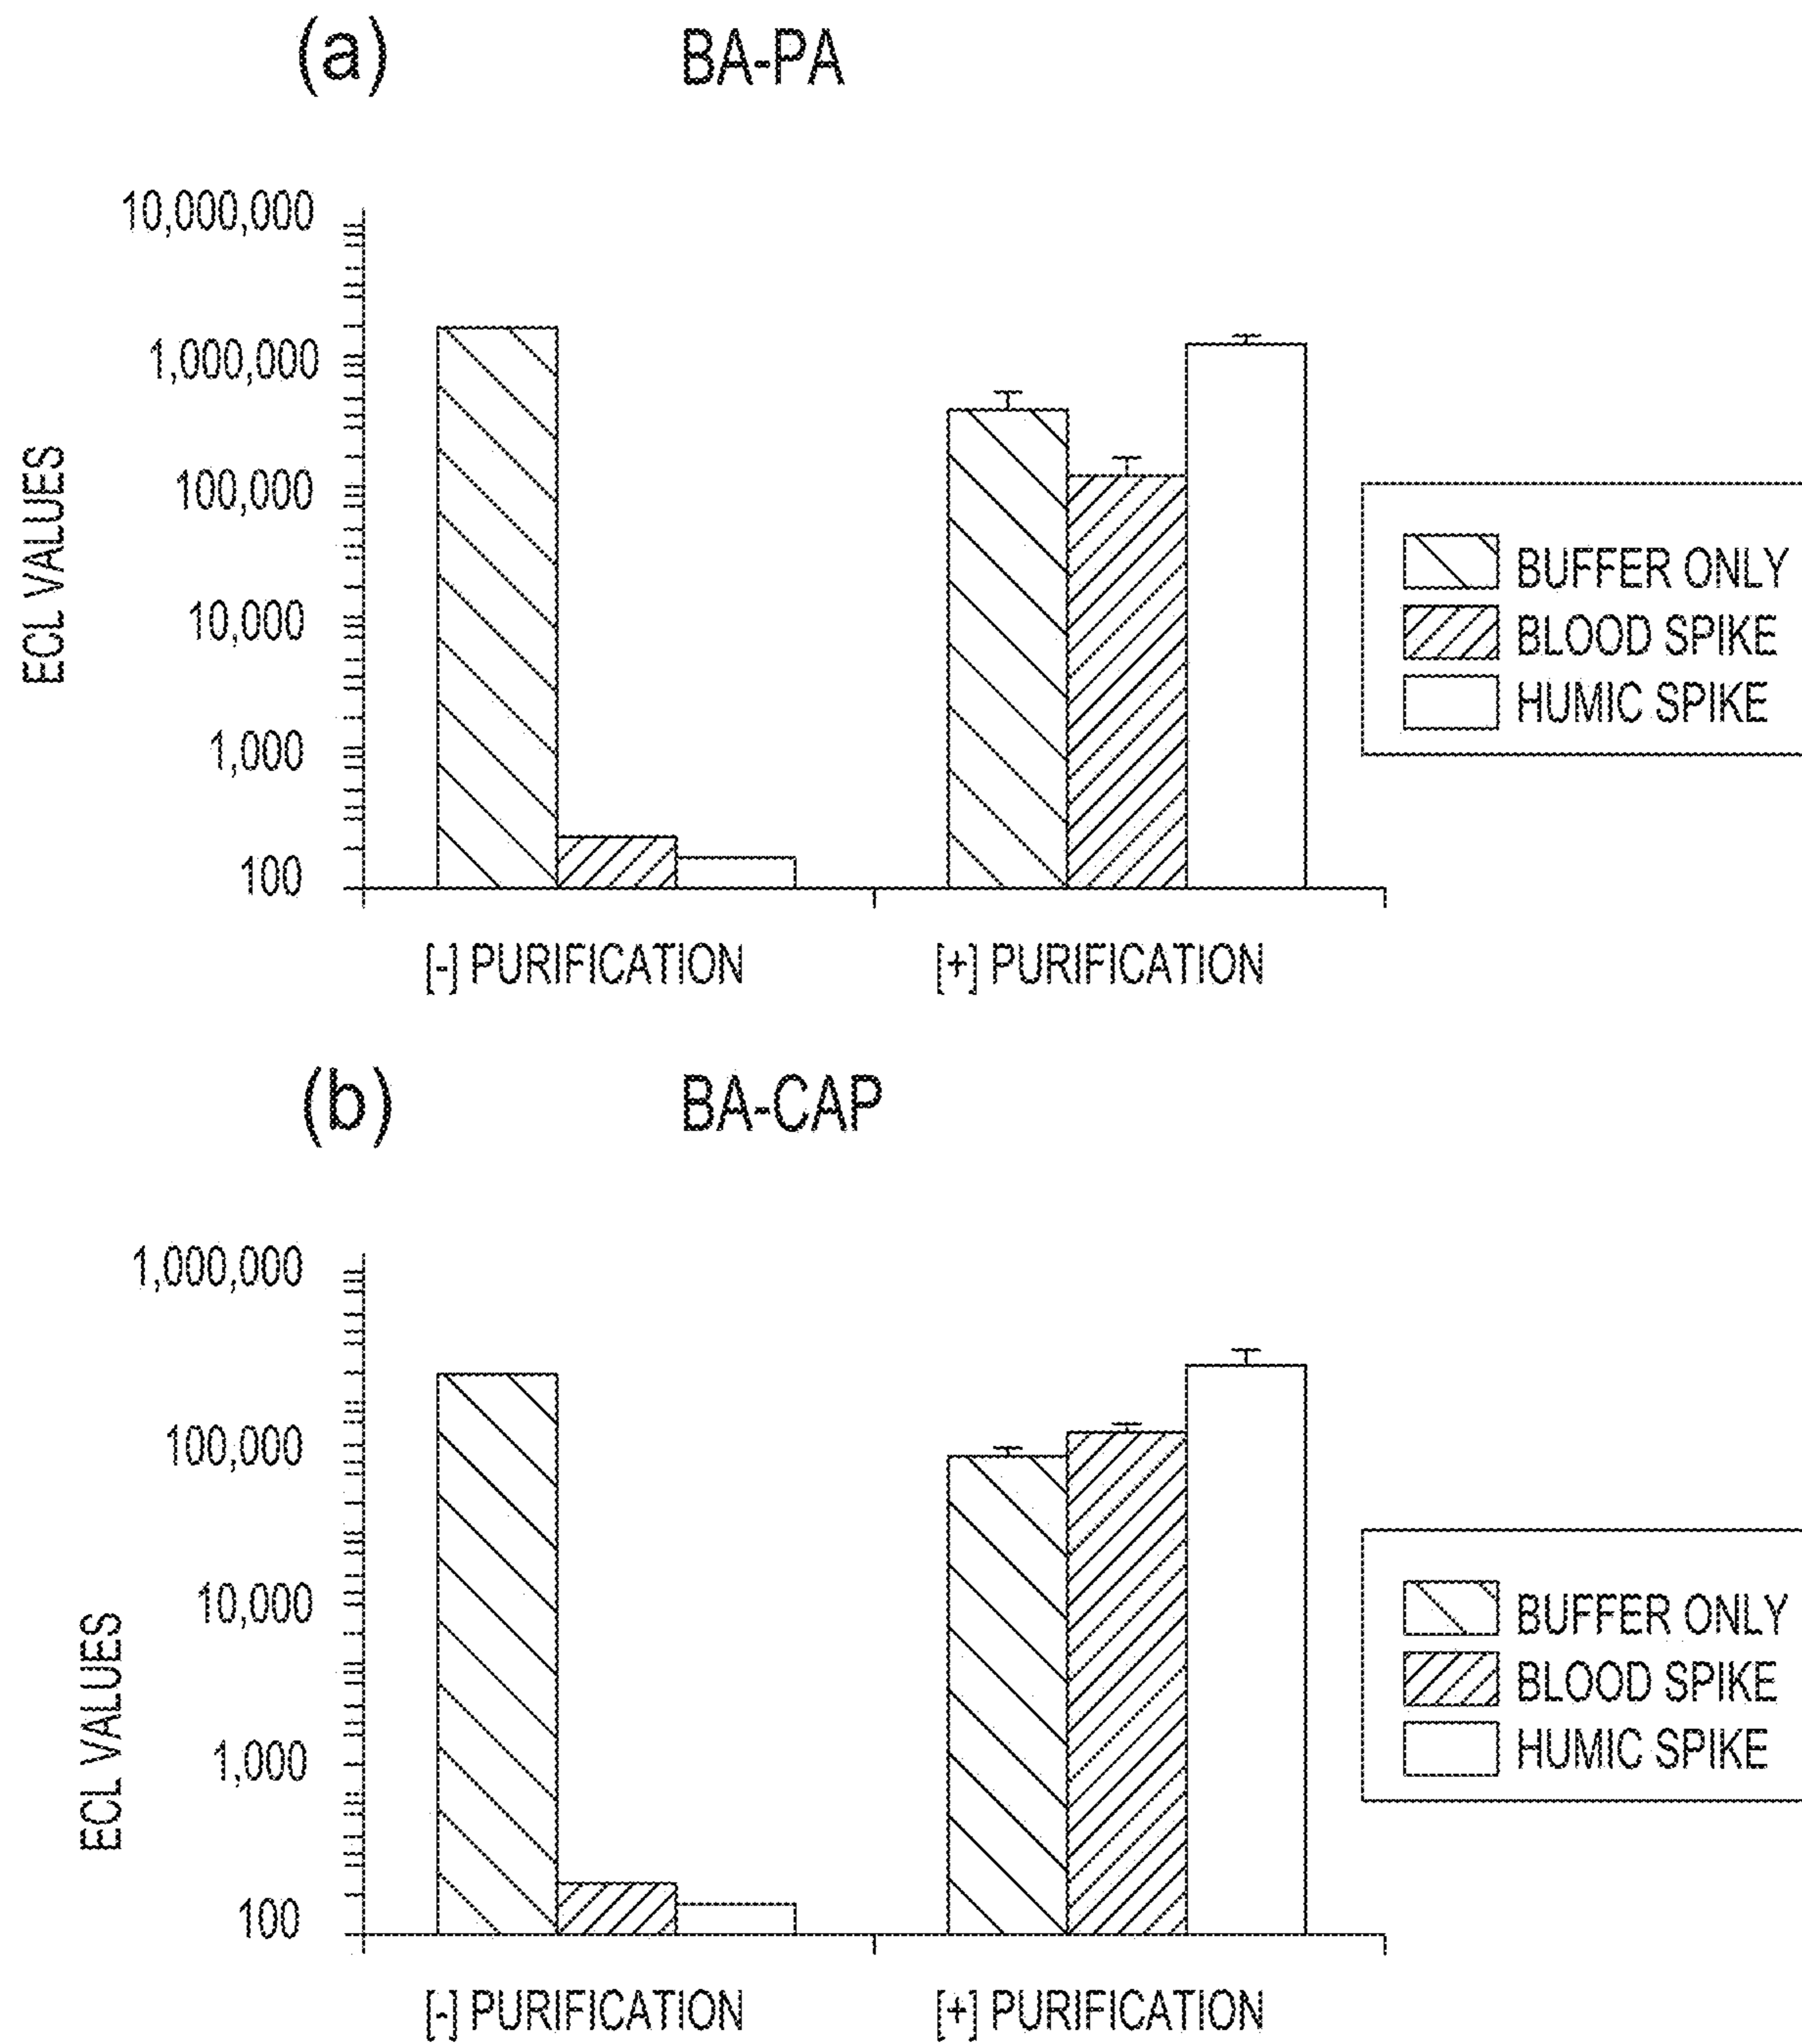 (a) BA-PA
10,000,000
1,000,000
100,000
10,000
1,000
100
ECL VALUES
[-] PURIFICATION [+] PURIFICATION
BUFFER ONLY
BLOOD SPIKE
HUMIC SPIKE
(b) BA-CAP
1,000,000
100,000
10,000
1,000
100
ECL VALUES
[-] PURIFICATION [+] PURIFICATION
BUFFER ONLY
BLOOD SPIKE
HUMIC SPIKE